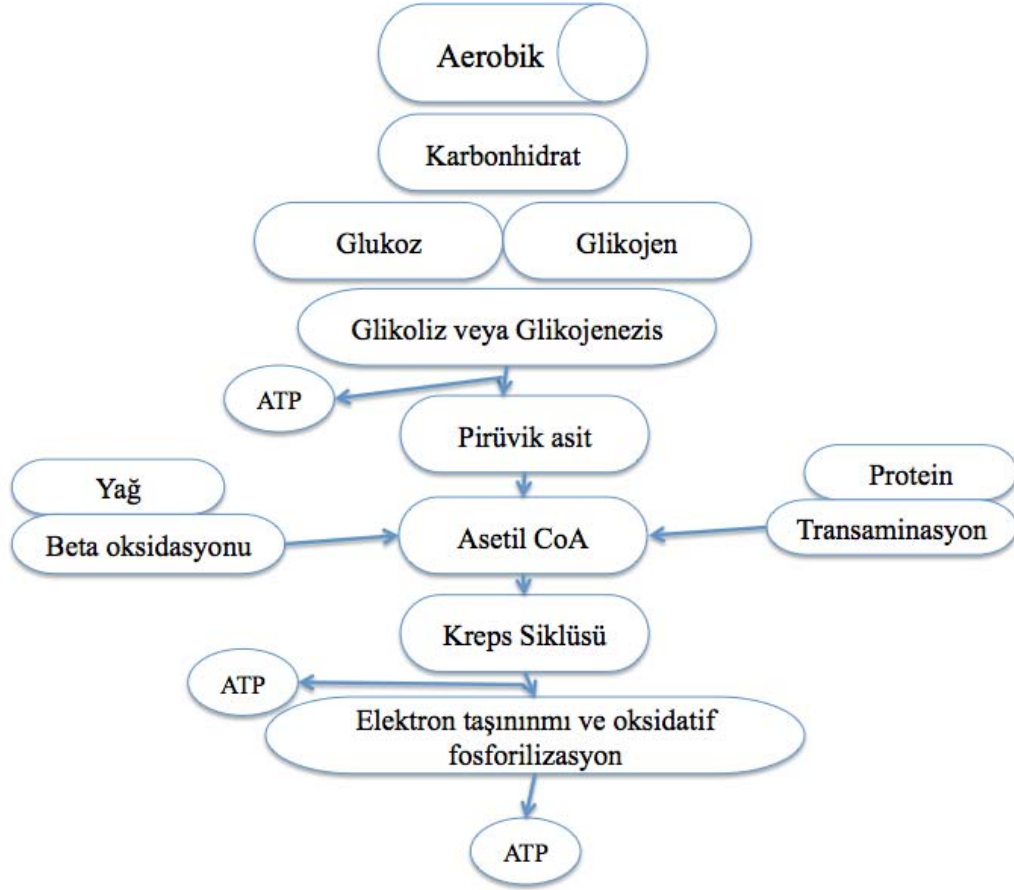 Aerobik
Karbonhidrat
Glukoz
Glikojen
Glikoliz veya Glikojenezis
ATP
Pirüvik asit
Yağ
Protein
Beta oksidasyonu
Asetil CoA
Transaminasyon
Kreps Siklüsü
ATP
Elektron taşınınmı ve oksidatif
fosforilizasyon
ATP